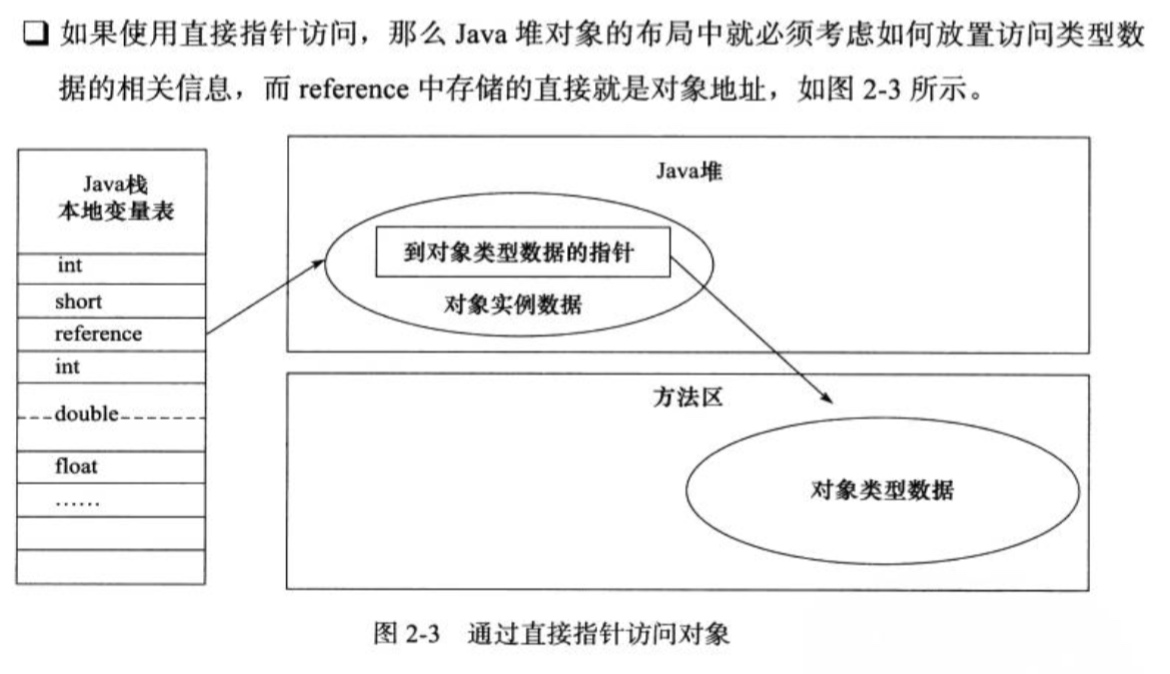 ❑ 如果使用直接指针访问，那么 Java 堆对象的布局中就必须考虑如何放置访问类型数
据的相关信息，而 reference 中存储的直接就是对象地址，如图 2-3 所示。
Java栈
本地变量表
int
short
reference
int
double
float
……
Java堆
到对象类型数据的指针
对象实例数据
方法区
对象类型数据
图 2-3 通过直接指针访问对象